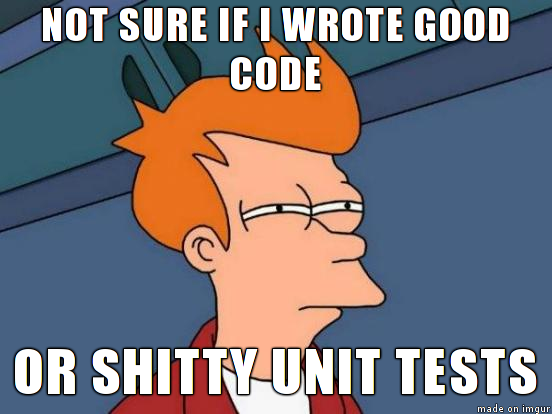 NOT SURE IF I WROTE GOOD
CODE
OR SHITTY UNIT TESTS
made on imgur